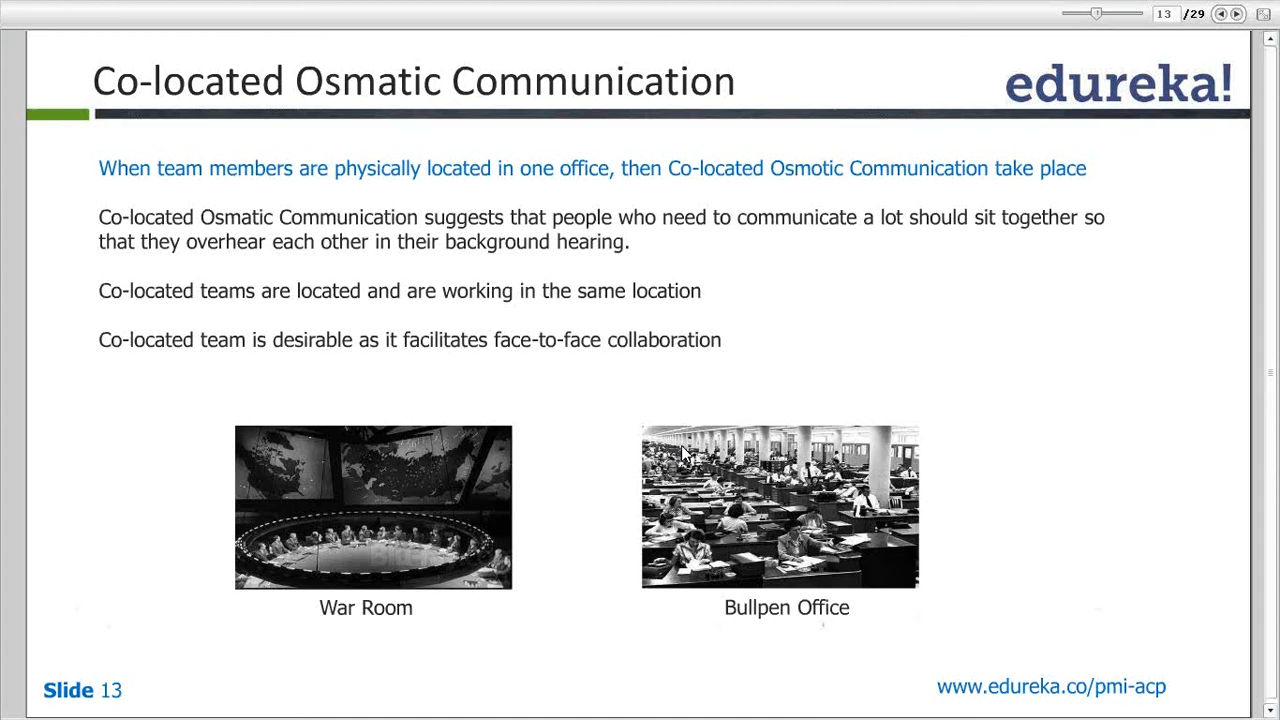 13 /29
Co-located Osmatic Communication
edureka!
When team members are physically located in one office, then Co-located Osmotic Communication take place
Co-located Osmatic Communication suggests that people who need to communicate a lot should sit together so
that they overhear each other in their background hearing.
Co-located teams are located and are working in the same location
Co-located team is desirable as it facilitates face-to-face collaboration
War Room
Bullpen Office
Slide 13
www.edureka.co/pmi-acp